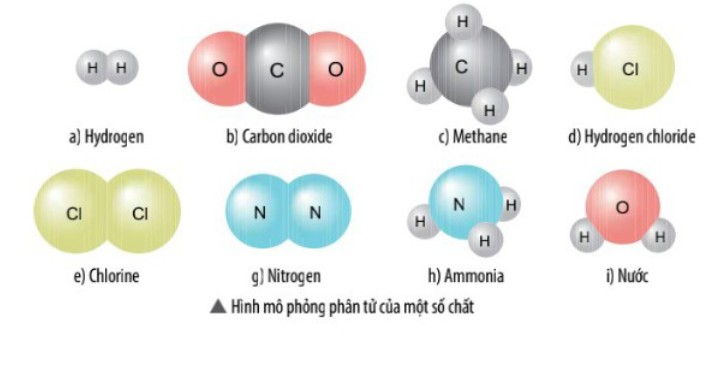 H H
O C O
H
C
H
H
H
H Cl
a) Hydrogen b) Carbon dioxide c) Methane d) Hydrogen chloride
Cl Cl
N N
N
H
H
H
O
H H
e) Chlorine g) Nitrogen h) Ammonia i) Nước
▲ Hình mô phỏng phân tử của một số chất